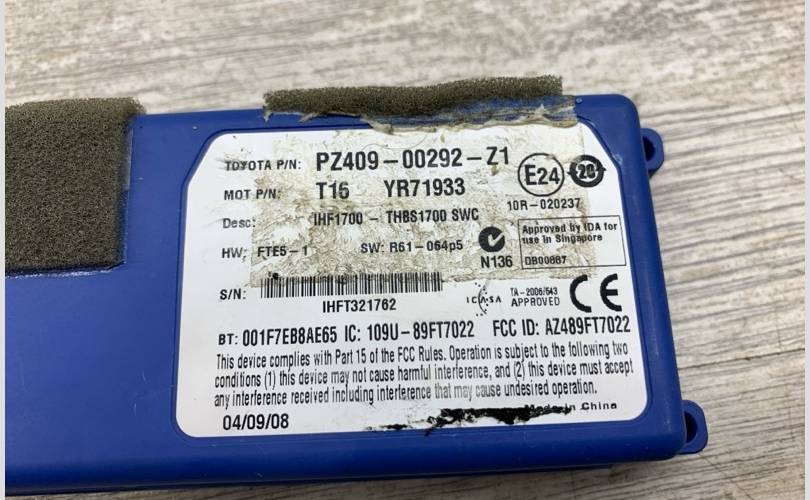 TOYOTA P/N: PZ409-00292-Z1
MOT P/N: T16 YR71933
E24
10R-020237
Desc: IHF1700 - THBS1700 SWC
Approved by IDA for
use in Singapore
DB00887
HW: FTE5-1 SW: R61-064p5
N136
S/N:
IHFT321762
ICASA
TA-2006/643
APPROVED
CE
BT: 001F7EB8AE65 IC: 109U-89FT7022 FCC ID: AZ489FT7022
This device complies with Part 15 of the FCC Rules. Operation is subject to the following two
conditions (1) this device may not cause harmful interference, and (2) this device must accept
any interference received including interference that may cause undesired operation.
Made in China
04/09/08